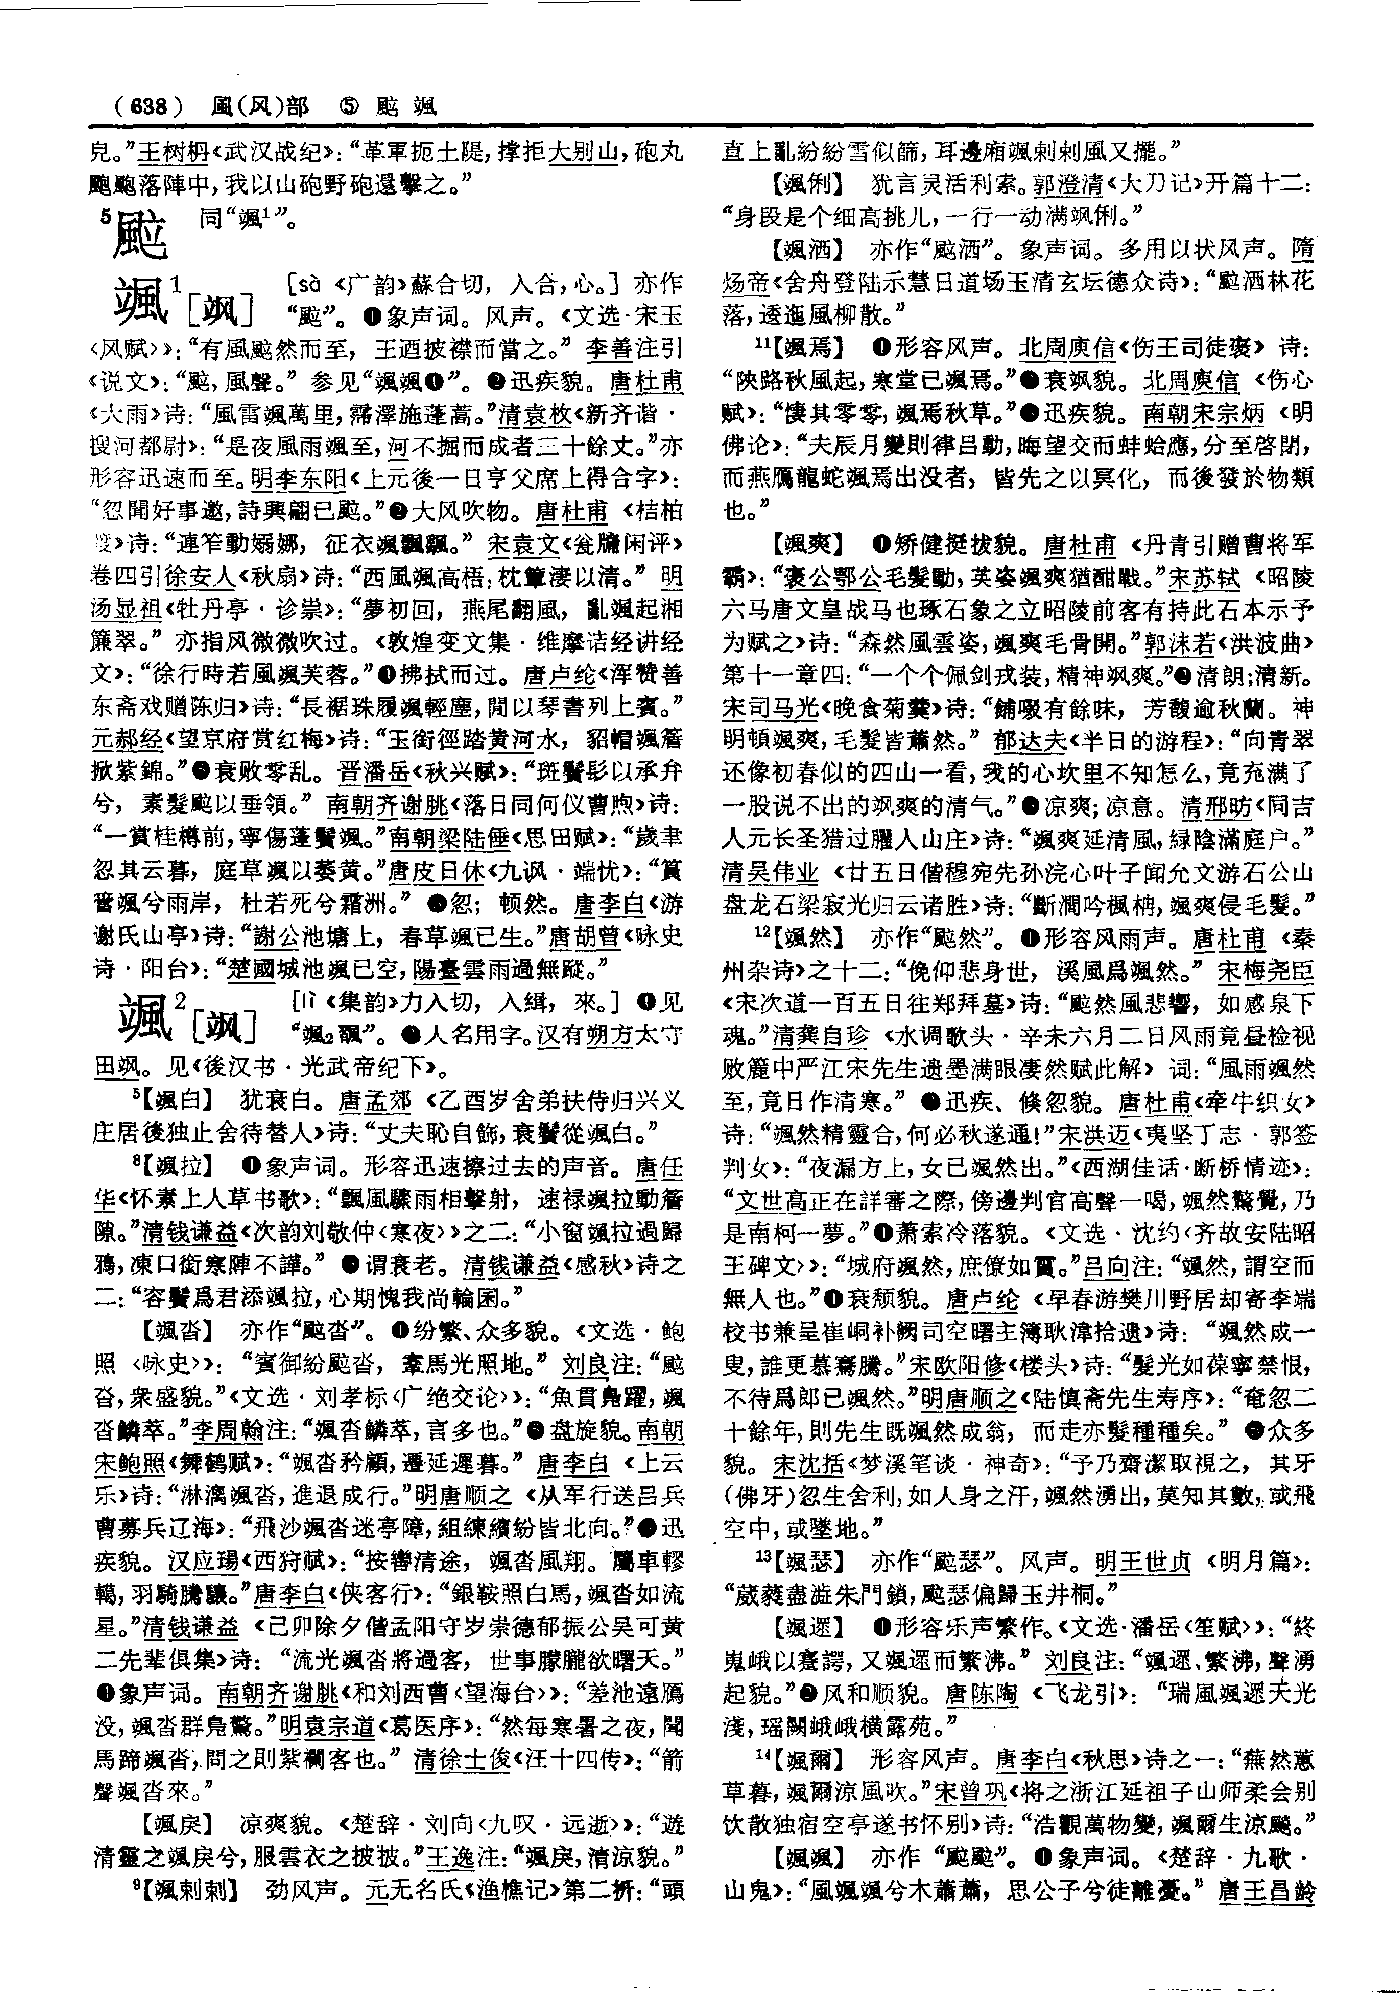 (638) 風(风)部 ⑤ 䫻 颯
皃。”王树枏《武汉战纪》：“革軍扼土隄，撑拒大别山，砲丸
颮颮落陣中，我以山砲野砲還擊之。”
⁵䫻 同“颯¹”。
颯¹[飒] [sà 《广韵》蘇合切，入合，心。] 亦作
“䫻”。❶象声词。风声。《文选·宋玉
〈风赋〉》：“有風䫻然而至，王迺披襟而當之。”李善注引
《说文》：“䫻，風聲。”参见“颯颯❶”。❷迅疾貌。唐杜甫
《大雨》诗：“風雷颯萬里，霈澤施蓬蒿。”清袁枚《新齐谐·
搜河都尉》：“是夜風雨颯至，河不掘而成者三十餘丈。”亦
形容迅速而至。明李东阳《上元後一日亨父席上得合字》：
“忽聞好事邀，詩興翩已䫻。”❸大风吹物。唐杜甫《桔柏
渡》诗：“連笮動嫋娜，征衣颯飄飖。”宋袁文《瓮牖闲评》
卷四引徐安人《秋扇》诗：“西風颯高梧，枕簟淒以清。”明
汤显祖《牡丹亭·诊祟》：“夢初回，燕尾翻風，亂颯起湘
簾翠。”亦指风微微吹过。《敦煌变文集·维摩诘经讲经
文》：“徐行時若風颯芙蓉。”❹拂拭而过。唐卢纶《浑赞善
东斋戏赠陈归》诗：“長裾珠履颯輕塵，閒以琴書列上賓。”
元郝经《望京府赏红梅》诗：“玉街徑踏黄河水，貂帽颯簷
掀紫錦。”❺衰败零乱。晋潘岳《秋兴赋》：“斑鬢髟以承弁
兮，素髮䫻以垂領。”南朝齐谢朓《落日同何仪曹煦》诗：
“一賞桂樽前，寧傷蓬鬢颯。”南朝梁陆倕《思田赋》：“歲聿
忽其云暮，庭草颯以萎黄。”唐皮日休《九讽·端忧》：“篔
簹颯兮雨岸，杜若死兮霜洲。”❻忽；顿然。唐李白《游
谢氏山亭》诗：“謝公池塘上，春草颯已生。”唐胡曾《咏史
诗·阳台》：“楚國城池颯已空，陽臺雲雨過無蹤。”
颯²[飒] [lì 《集韵》力入切，入緝，來。] ❶见
“颯₂䬆”。❷人名用字。汉有朔方太守
田飒。见《後汉书·光武帝纪下》。
⁵【颯白】 犹衰白。唐孟郊《乙酉岁舍弟扶侍归兴义
庄居後独止舍待替人》诗：“丈夫恥自飾，衰鬢從颯白。”
⁸【颯拉】 ❶象声词。形容迅速擦过去的声音。唐任
华《怀素上人草书歌》：“飄風驟雨相擊射，速禄颯拉動簷
隙。”清钱谦益《次韵刘敬仲〈寒夜〉》之二：“小窗颯拉過歸
鴉，凍口銜寒陣不譁。”❷谓衰老。清钱谦益《感秋》诗之
二：“容鬢爲君添颯拉，心期愧我尚輪囷。”
【颯沓】 亦作“䫻沓”。❶纷繁、众多貌。《文选·鲍
照〈咏史〉》：“賓御紛䫻沓，鞌馬光照地。”刘良注：“䫻
沓，衆盛貌。”《文选·刘孝标〈广绝交论〉》：“魚貫鳧躍，颯
沓鱗萃。”李周翰注：“颯沓鱗萃，言多也。”❷盘旋貌。南朝
宋鲍照《舞鹤赋》：“颯沓矜顧，遷延遲暮。”唐李白《上云
乐》诗：“淋漓颯沓，進退成行。”明唐顺之《从军行送吕兵
曹募兵辽海》：“飛沙颯沓迷亭障，組練繽紛皆北向。”❸迅
疾貌。汉应瑒《西狩赋》：“按轡清途，颯沓風翔。屬車轇
轕，羽騎騰驤。”唐李白《侠客行》：“銀鞍照白馬，颯沓如流
星。”清钱谦益《己卯除夕偕孟阳守岁崇德郁振公吴可黄
二先辈俱集》诗：“流光颯沓將過客，世事朦朧欲曙天。”
❹象声词。南朝齐谢朓《和刘西曹〈望海台〉》：“差池遠鴈
没，颯沓群鳧驚。”明袁宗道《葛医序》：“然每寒暑之夜，聞
馬蹄颯沓，問之則紫襴客也。”清徐士俊《汪十四传》：“箭
聲颯沓來。”
【颯戾】 凉爽貌。《楚辞·刘向〈九叹·远逝〉》：“遊
清靈之颯戾兮，服雲衣之披披。”王逸注：“颯戾，清涼貌。”
⁹【颯剌剌】 劲风声。元无名氏《渔樵记》第二折：“頭
直上亂紛紛雪似篩，耳邊廂颯剌剌風又擺。”
【颯俐】 犹言灵活利索。郭澄清《大刀记》开篇十二：
“身段是个细高挑儿，一行一动满飒俐。”
【颯洒】 亦作“䫻洒”。象声词。多用以状风声。隋
炀帝《舍舟登陆示慧日道场玉清玄坛德众诗》：“䫻洒林花
落，逶迤風柳散。”
¹¹【颯焉】 ❶形容风声。北周庾信《伤王司徒褒》诗：
“陝路秋風起，寒堂已颯焉。”❷衰飒貌。北周庾信《伤心
赋》：“悽其零零，颯焉秋草。”❸迅疾貌。南朝宋宗炳《明
佛论》：“夫辰月變則律吕動，晦望交而蚌蛤應，分至啓閉，
而燕鴈龍蛇颯焉出没者，皆先之以冥化，而後發於物類
也。”
【颯爽】 ❶矫健挺拔貌。唐杜甫《丹青引赠曹将军
霸》：“褒公鄂公毛髮動，英姿颯爽猶酣戰。”宋苏轼《昭陵
六马唐文皇战马也琢石象之立昭陵前客有持此石本示予
为赋之》诗：“森然風雲姿，颯爽毛骨開。”郭沫若《洪波曲》
第十一章四：“一个个佩剑戎装，精神飒爽。”❷清朗；清新。
宋司马光《晚食菊羹》诗：“餔啜有餘味，芳馥逾秋蘭。神
明頓颯爽，毛髮皆蕭然。”郁达夫《半日的游程》：“向青翠
还像初春似的四山一看，我的心坎里不知怎么，竟充满了
一股说不出的飒爽的清气。”❸凉爽；凉意。清邢昉《同吉
人元长圣猎过臞人山庄》诗：“颯爽延清風，緑陰滿庭户。”
清吴伟业《廿五日偕穆宛先孙浣心叶子闻允文游石公山
盘龙石梁寂光归云诸胜》诗：“斷澗吟楓柟，颯爽侵毛髮。”
¹²【颯然】 亦作“䫻然”。❶形容风雨声。唐杜甫《秦
州杂诗》之十二：“俛仰悲身世，溪風爲颯然。”宋梅尧臣
《宋次道一百五日往郑拜墓》诗：“䫻然風悲響，如感泉下
魂。”清龚自珍《水调歌头·辛未六月二日风雨竟昼检视
败簏中严江宋先生遗墨满眼凄然赋此解》词：“風雨颯然
至，竟日作清寒。”❷迅疾、倏忽貌。唐杜甫《牵牛织女》
诗：“颯然精靈合，何必秋遂通！”宋洪迈《夷坚丁志·郭签
判女》：“夜漏方上，女已颯然出。”《西湖佳话·断桥情迹》：
“文世高正在詳審之際，傍邊判官高聲一喝，颯然驚覺，乃
是南柯一夢。”❸萧索冷落貌。《文选·沈约〈齐故安陆昭
王碑文〉》：“城府颯然，庶僚如霣。”吕向注：“颯然，謂空而
無人也。”❹衰颓貌。唐卢纶《早春游樊川野居却寄李端
校书兼呈崔峒补阙司空曙主簿耿湋拾遗》诗：“颯然成一
叟，誰更慕騫騰。”宋欧阳修《楼头》诗：“髮光如葆寧禁恨，
不待爲郎已颯然。”明唐顺之《陆慎斋先生寿序》：“奄忽二
十餘年，則先生既颯然成翁，而走亦髮種種矣。”❺众多
貌。宋沈括《梦溪笔谈·神奇》：“予乃齋潔取視之，其牙
(佛牙)忽生舍利，如人身之汗，颯然湧出，莫知其數，或飛
空中，或墜地。”
¹³【颯瑟】 亦作“䫻瑟”。风声。明王世贞《明月篇》：
“葳蕤盡澁朱門鎖，䫻瑟偏歸玉井桐。”
【颯遝】 ❶形容乐声繁作。《文选·潘岳〈笙赋〉》：“終
嵬峨以蹇諤，又颯遝而繁沸。”刘良注：“颯遝、繁沸，聲湧
起貌。”❷风和顺貌。唐陈陶《飞龙引》：“瑞風颯遝天光
淺，瑶闕峨峨横露苑。”
¹⁴【颯爾】 形容风声。唐李白《秋思》诗之一：“蕪然蕙
草暮，颯爾涼風吹。”宋曾巩《将之浙江延祖子山师柔会别
饮散独宿空亭遂书怀别》诗：“浩觀萬物變，颯爾生涼飈。”
【颯颯】 亦作“䫻䫻”。❶象声词。《楚辞·九歌·
山鬼》：“風颯颯兮木蕭蕭，思公子兮徒離憂。”唐王昌龄